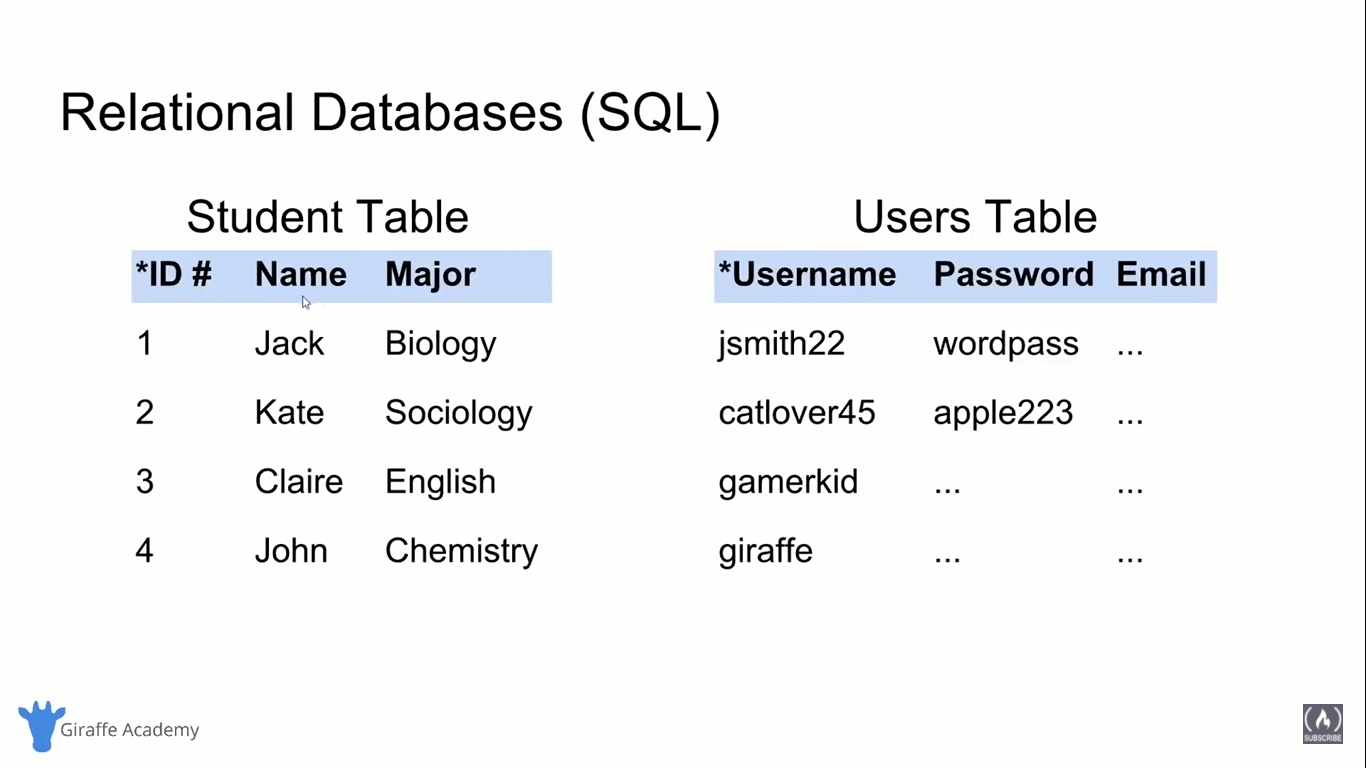 Relational Databases (SQL)
Student Table
*ID # Name Major
1 Jack Biology
2 Kate Sociology
3 Claire English
4 John Chemistry
Users Table
*Username Password Email
jsmith22 wordpass ...
catlover45 apple223 ...
gamerkid ... ...
giraffe ... ...
Giraffe Academy
SUBSCRIBE